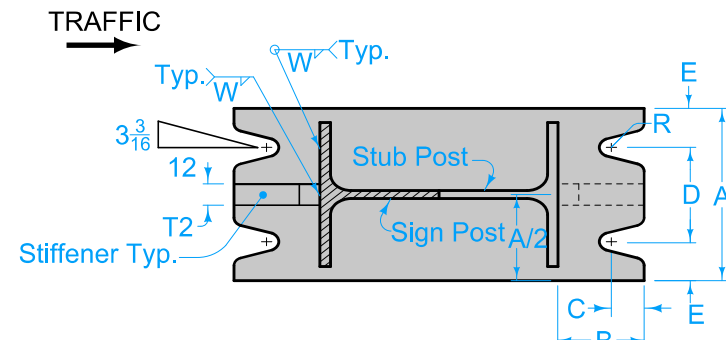 TRAFFIC
Typ.
W
Typ.
W
E
3 3/16
R
12
Stub Post
D
A
T2
Sign Post
A/2
Stiffener Typ.
C
E
B